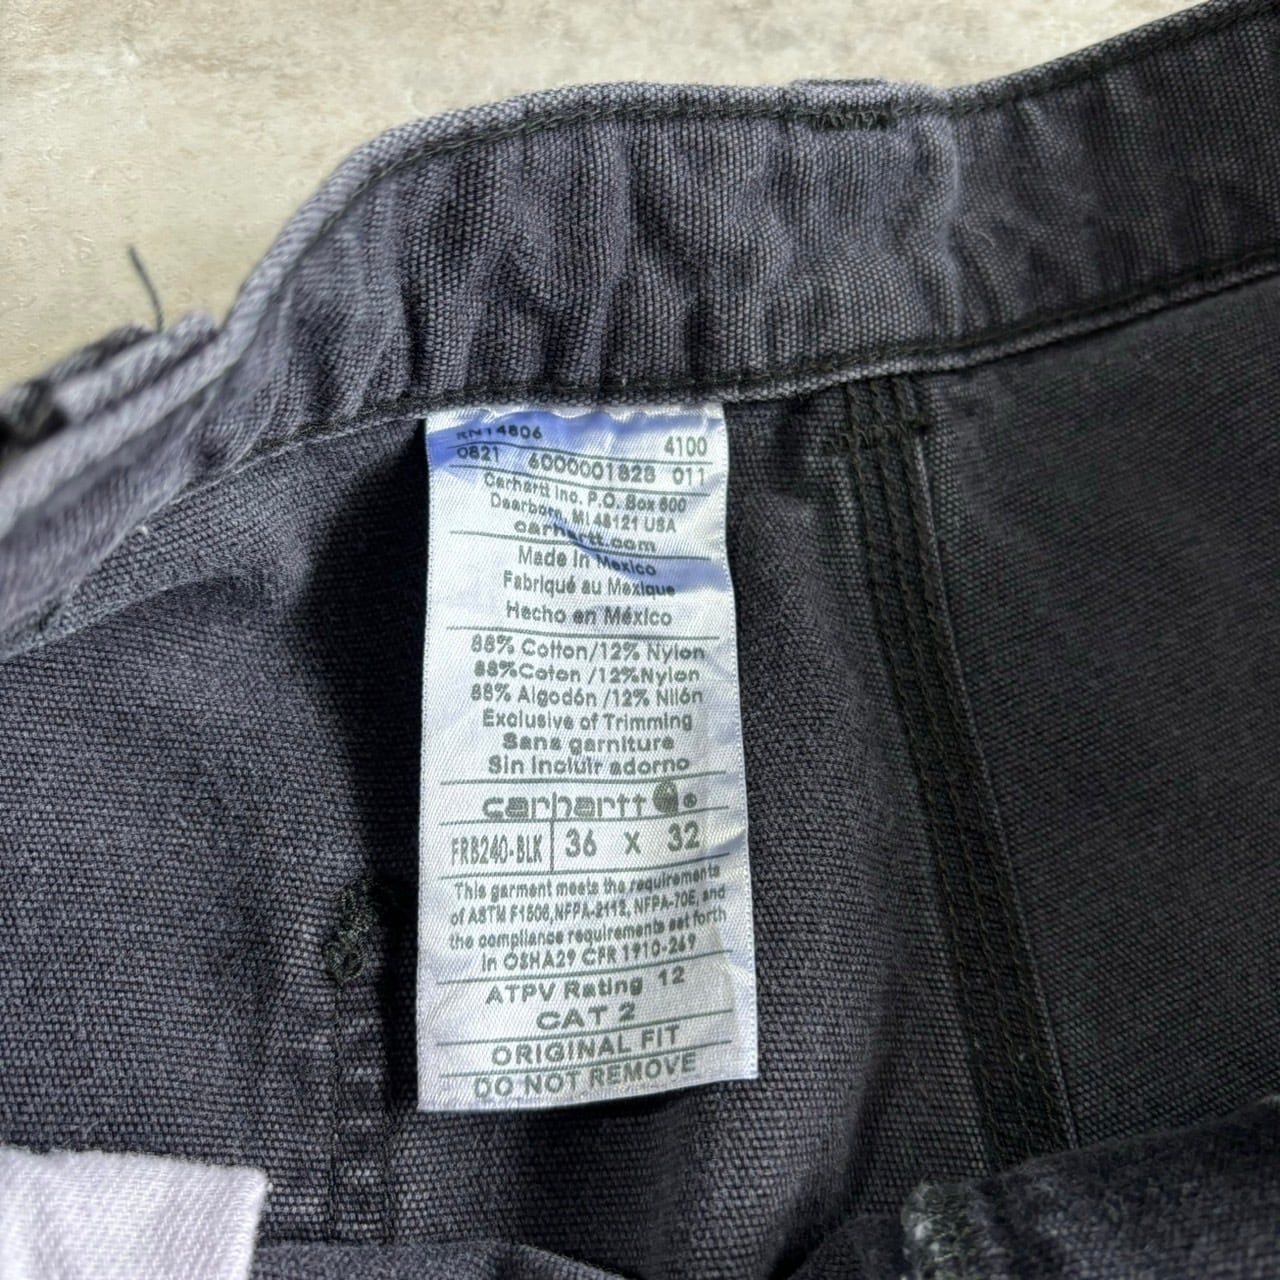 RN14806 4100
0821 6000001828 011
Carhartt Inc. P.O. Box 600
Dearborn, MI 48121 USA
carhartt.com
Made In Mexico
Fabriqué au Mexique
Hecho en México
88% Cotton/12% Nylon
88%Coton /12%Nylon
88% Algodón /12% Nilón
Exclusive of Trimming
Sans garniture
Sin Incluir adorno
carhartt®
FRB240-BLK 36 x 32
This garment meets the requirements
of ASTM F1506, NFPA-2112, NFPA-70E, and
the compliance requirements set forth
in OSHA29 CFR 1910-269
ATPV Rating 12
CAT 2
ORIGINAL FIT
DO NOT REMOVE